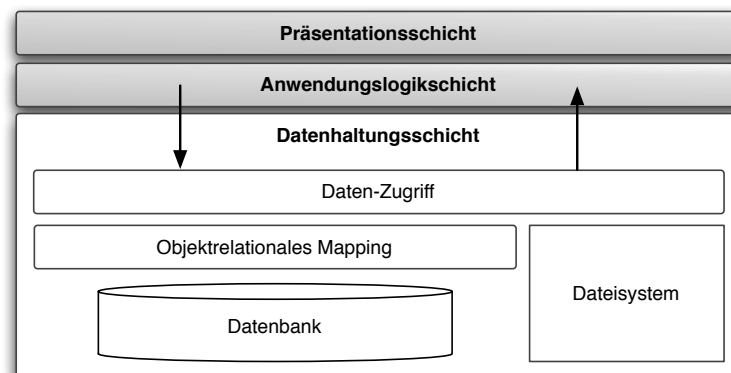 Präsentationsschicht
Anwendungslogikschicht
Datenhaltungsschicht
Daten-Zugriff
Objektrelationales Mapping
Dateisystem
Datenbank